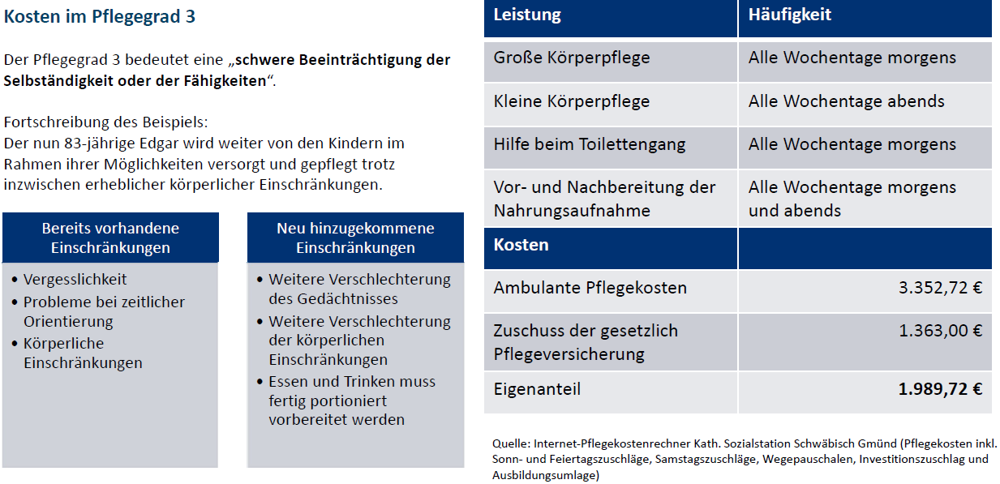 Kosten im Pflegegrad 3
Der Pflegegrad 3 bedeutet eine „schwere Beeinträchtigung der
Selbständigkeit oder der Fähigkeiten“.
Fortschreibung des Beispiels:
Der nun 83-jährige Edgar wird weiter von den Kindern im
Rahmen ihrer Möglichkeiten versorgt und gepflegt trotz
inzwischen erheblicher körperlicher Einschränkungen.
Bereits vorhandene
Einschränkungen
• Vergesslichkeit
• Probleme bei zeitlicher
Orientierung
• Körperliche
Einschränkungen
Neu hinzugekommene
Einschränkungen
• Weitere Verschlechterung
des Gedächtnisses
• Weitere Verschlechterung
der körperlichen
Einschränkungen
• Essen und Trinken muss
fertig portioniert
vorbereitet werden
Leistung Häufigkeit
Große Körperpflege Alle Wochentage morgens
Kleine Körperpflege Alle Wochentage abends
Hilfe beim Toilettengang Alle Wochentage morgens
Vor- und Nachbereitung der Alle Wochentage morgens
Nahrungsaufnahme und abends
Kosten
Ambulante Pflegekosten 3.352,72 €
Zuschuss der gesetzlich 1.363,00 €
Pflegeversicherung
Eigenanteil 1.989,72 €
Quelle: Internet-Pflegekostenrechner Kath. Sozialstation Schwäbisch Gmünd (Pflegekosten inkl.
Sonn- und Feiertagszuschläge, Samstagszuschläge, Wegepauschalen, Investitionszuschlag und
Ausbildungsumlage)